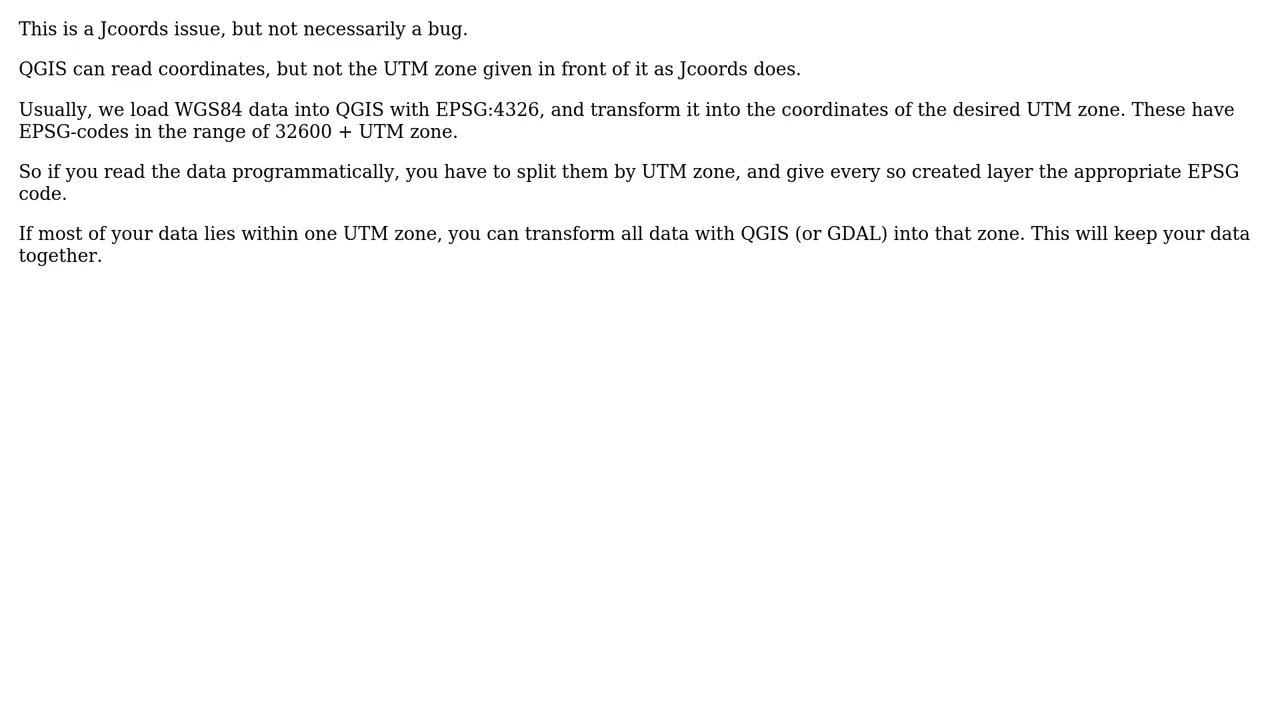 This is a Jcoords issue, but not necessarily a bug.
QGIS can read coordinates, but not the UTM zone given in front of it as Jcoords does.
Usually, we load WGS84 data into QGIS with EPSG:4326, and transform it into the coordinates of the desired UTM zone. These have
EPSG-codes in the range of 32600 + UTM zone.
So if you read the data programmatically, you have to split them by UTM zone, and give every so created layer the appropriate EPSG
code.
If most of your data lies within one UTM zone, you can transform all data with QGIS (or GDAL) into that zone. This will keep your data
together.